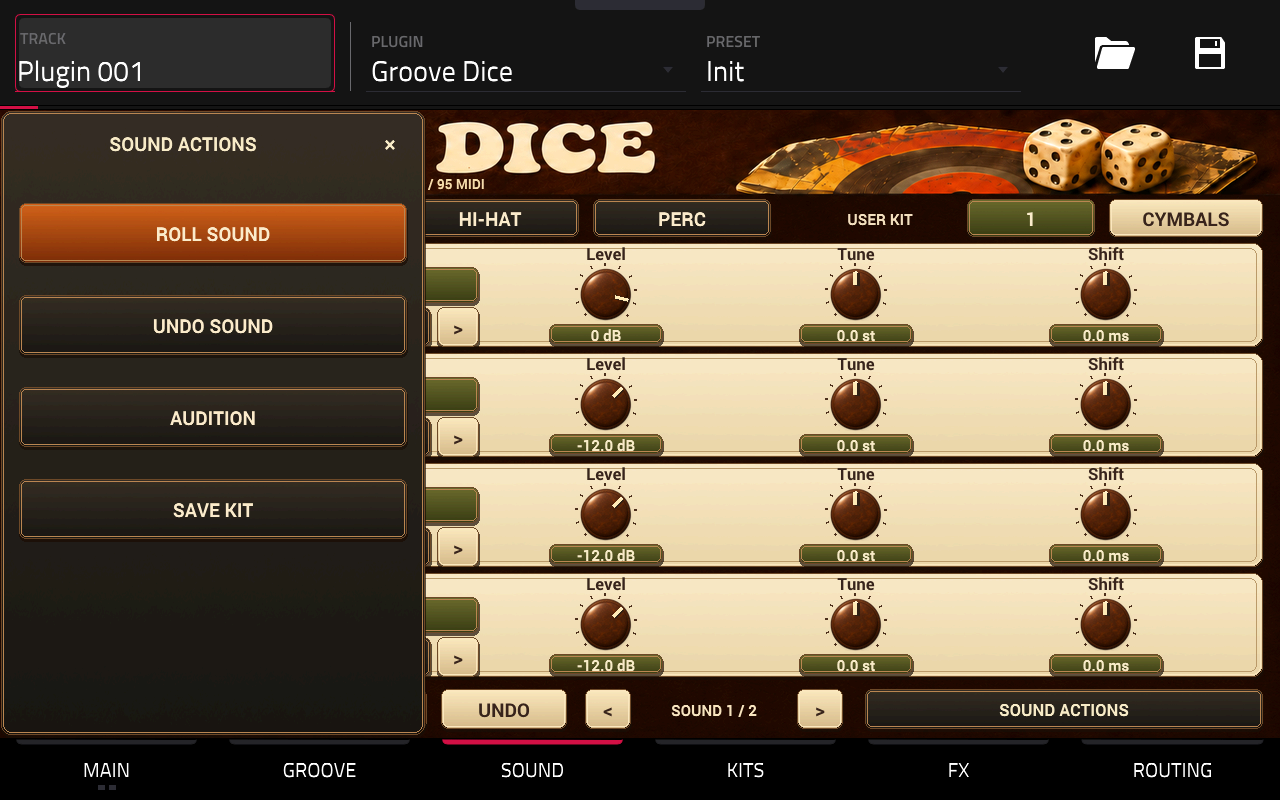 TRACK
Plugin 001
PLUGIN
Groove Dice
PRESET
Init
SOUND ACTIONS ×
ROLL SOUND
UNDO SOUND
AUDITION
SAVE KIT
DICE
/ 95 MIDI
HI-HAT PERC USER KIT 1 CYMBALS
Level Tune Shift
> 0 dB 0.0 st 0.0 ms
Level Tune Shift
> -12.0 dB 0.0 st 0.0 ms
Level Tune Shift
> -12.0 dB 0.0 st 0.0 ms
Level Tune Shift
> -12.0 dB 0.0 st 0.0 ms
UNDO < SOUND 1 / 2 > SOUND ACTIONS
MAIN GROOVE SOUND KITS FX ROUTING